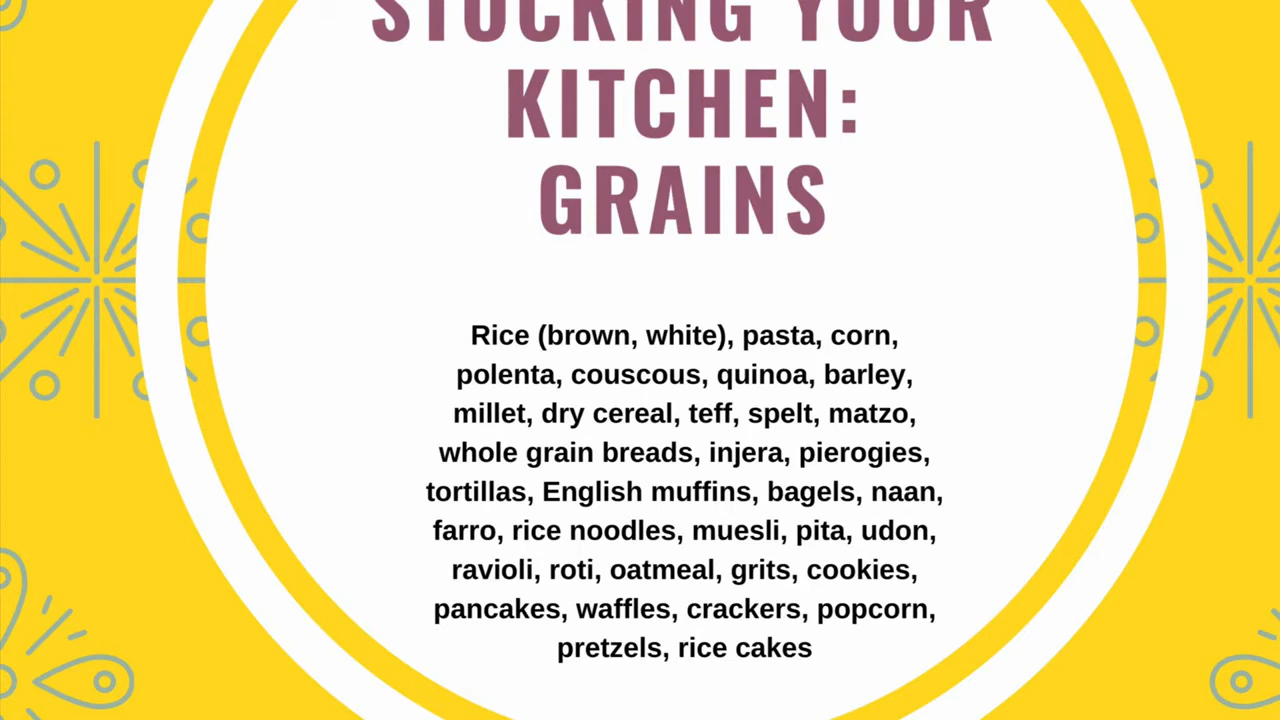 STOCKING YOUR
KITCHEN:
GRAINS
Rice (brown, white), pasta, corn,
polenta, couscous, quinoa, barley,
millet, dry cereal, teff, spelt, matzo,
whole grain breads, injera, pierogies,
tortillas, English muffins, bagels, naan,
farro, rice noodles, muesli, pita, udon,
ravioli, roti, oatmeal, grits, cookies,
pancakes, waffles, crackers, popcorn,
pretzels, rice cakes